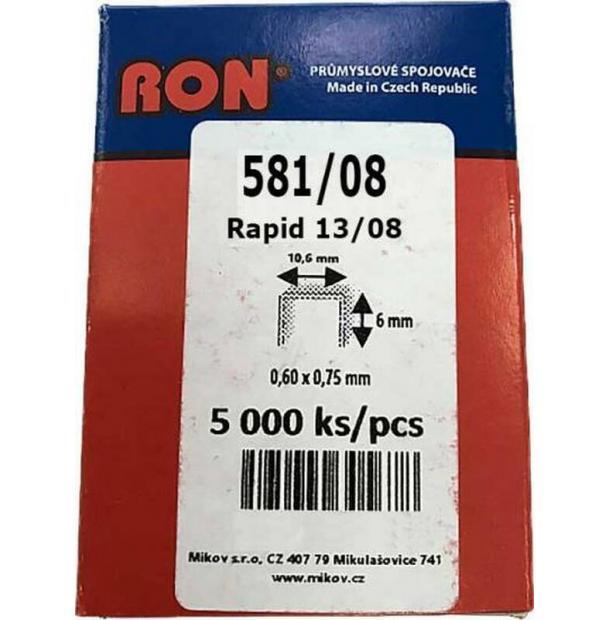 RON®
PRŮMYSLOVÉ SPOJOVAČE
Made in Czech Republic
581/08
Rapid 13/08
10,6 mm
6 mm
0,60 x 0,75 mm
5 000 ks/pcs
Mikov s.r.o, CZ 407 79 Mikulašovice 741
www.mikov.cz